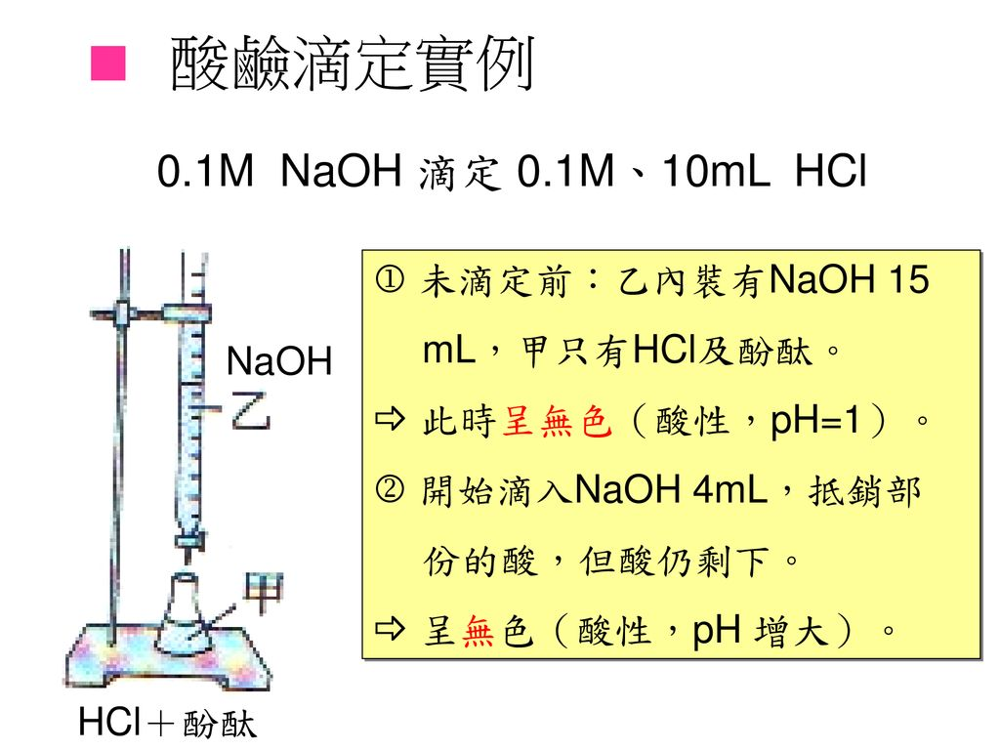 酸鹼滴定實例
0.1M NaOH 滴定 0.1M、10mL HCl
① 未滴定前：乙內裝有NaOH 15
mL，甲只有HCl及酚酞。
⇨ 此時呈無色（酸性，pH=1）。
② 開始滴入NaOH 4mL，抵銷部
份的酸，但酸仍剩下。
⇨ 呈無色（酸性，pH 增大）。
NaOH
乙
甲
HCl＋酚酞